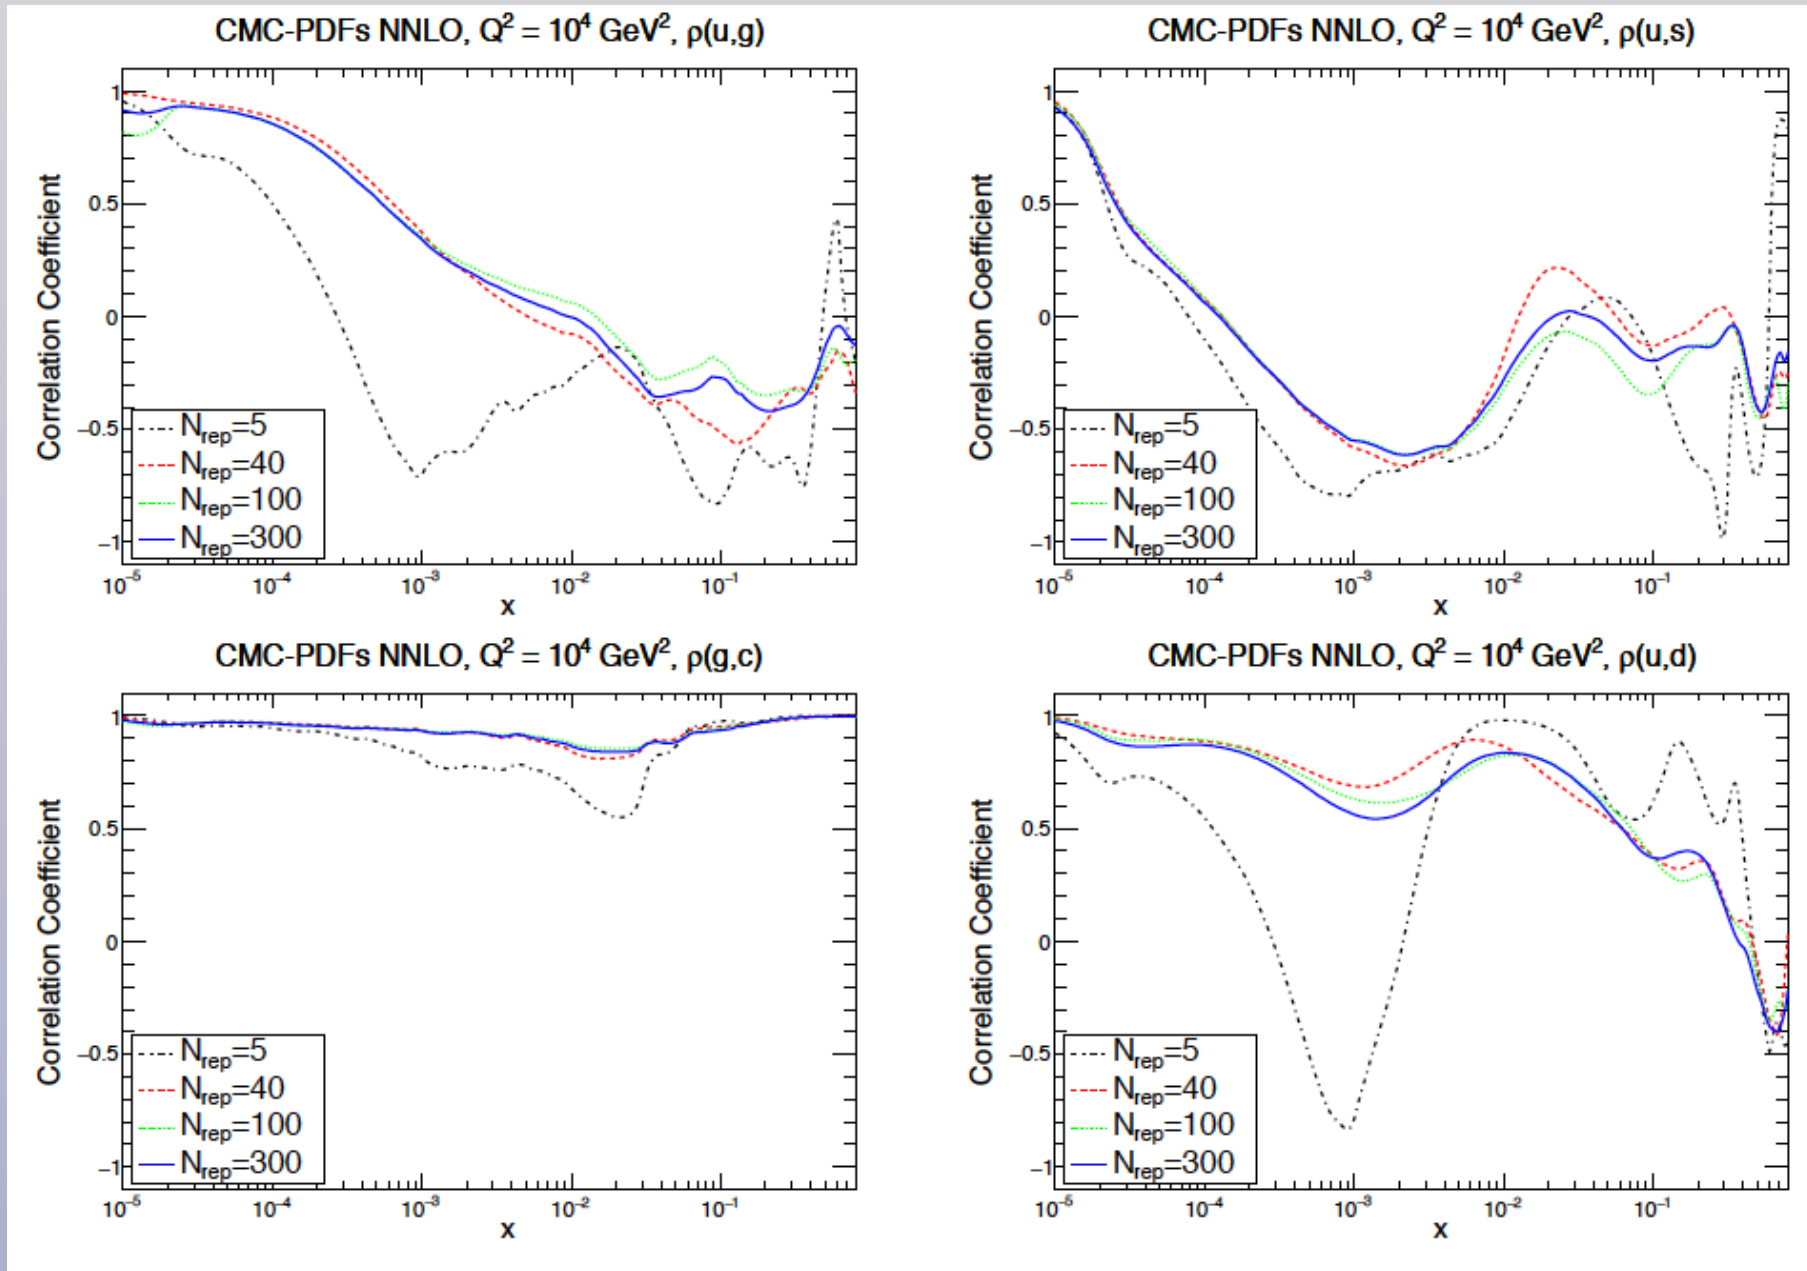 CMC-PDFs NNLO, Q² = 10⁴ GeV², ρ(u,g)
Correlation Coefficient
1
0.5
0
−0.5
−1
N_rep=5
N_rep=40
N_rep=100
N_rep=300
10⁻⁵ 10⁻⁴ 10⁻³ 10⁻² 10⁻¹
x
CMC-PDFs NNLO, Q² = 10⁴ GeV², ρ(u,s)
Correlation Coefficient
1
0.5
0
−0.5
−1
N_rep=5
N_rep=40
N_rep=100
N_rep=300
10⁻⁵ 10⁻⁴ 10⁻³ 10⁻² 10⁻¹
x
CMC-PDFs NNLO, Q² = 10⁴ GeV², ρ(g,c)
Correlation Coefficient
1
0.5
0
−0.5
−1
N_rep=5
N_rep=40
N_rep=100
N_rep=300
10⁻⁵ 10⁻⁴ 10⁻³ 10⁻² 10⁻¹
x
CMC-PDFs NNLO, Q² = 10⁴ GeV², ρ(u,d)
Correlation Coefficient
1
0.5
0
−0.5
−1
N_rep=5
N_rep=40
N_rep=100
N_rep=300
10⁻⁵ 10⁻⁴ 10⁻³ 10⁻² 10⁻¹
x